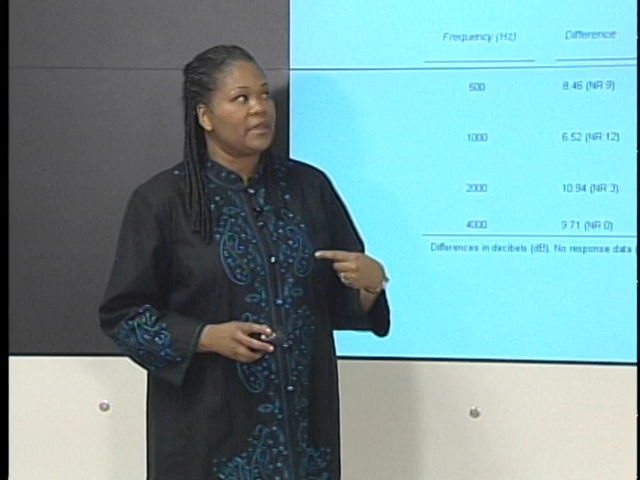 Frequency (Hz) Difference
500 8.46 (NR 9)
1000 6.52 (NR 12)
2000 10.94 (NR 3)
4000 9.71 (NR 0)
Differences in decibels (dB). No response data